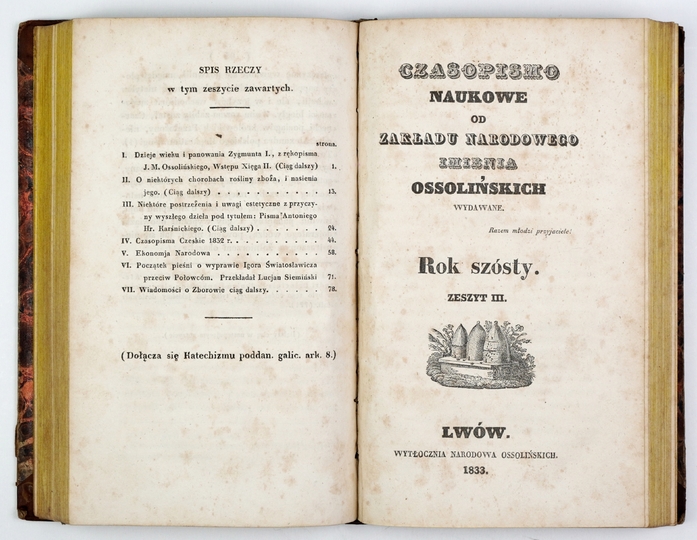 SPIS RZECZY
w tym zeszycie zawartych.
strona.
I. Dzieje wieku i panowania Zygmunta I., z rękopisma
J. M. Ossolińskiego, Wstępu Xięga II. (Ciąg dalszy) 1.
II. O niektórych chorobach rośliny zboża, i nasienia
jego. (Ciąg dalszy) . . . . . . . . . . 13.
III. Niektóre postrzeżenia i uwagi estetyczne z przyczy-
ny wyszłego dzieła pod tytułem: Pisma Antoniego
Hr. Karśnickiego. (Ciąg dalszy) . . . . . . 24.
IV. Czasopisma Czeskie 1832 r. . . . . . . . . 44.
V. Ekonomja Narodowa . . . . . . . . . . 58.
VI. Początek pieśni o wyprawie Igora Światosławicza
przeciw Połowcom. Przekładał Lucjan Siemiński 71.
VII. Wiadomości o Zborowie ciąg dalszy. . . . . . 78.
(Dołącza się Katechizmu poddan. galic. ark. 8.)
CZASOPISMO
NAUKOWE
OD
ZAKŁADU NARODOWEGO
IMIENIA
OSSOLIŃSKICH
WYDAWANE.
Razem młodzi przyjaciele!
Rok szósty.
ZESZYT III.
LWÓW.
WYTŁOCZNIA NARODOWA OSSOLIŃSKICH.
1833.